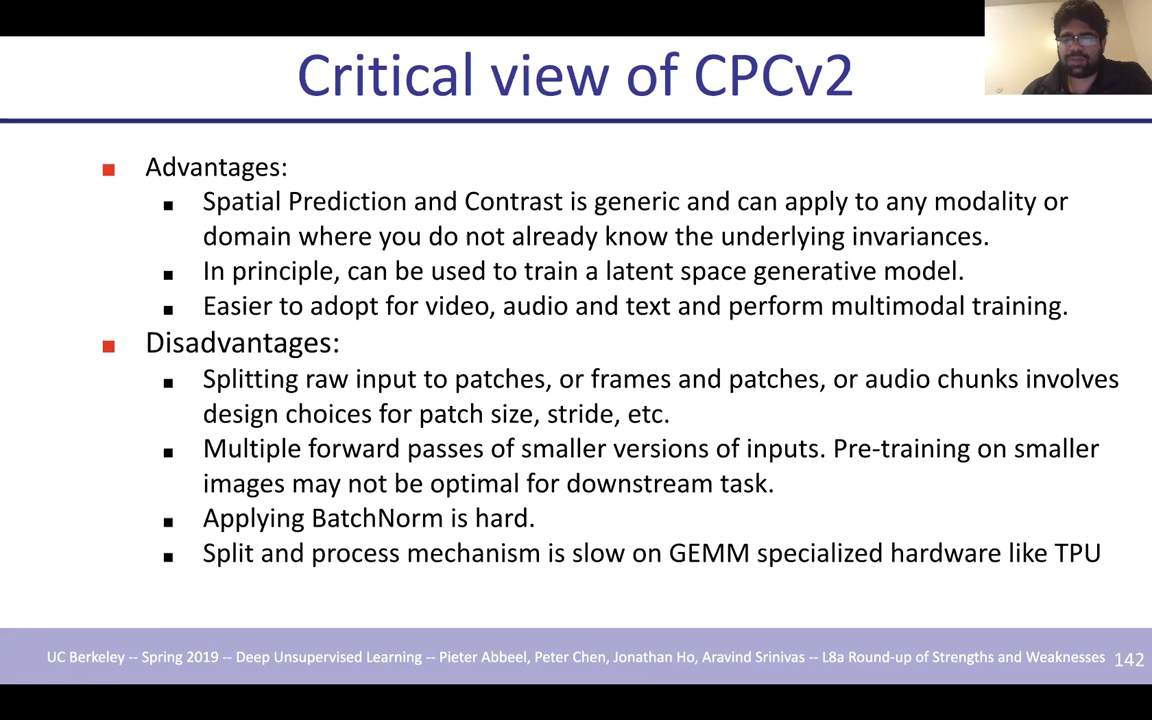 Critical view of CPCv2
Advantages:
Spatial Prediction and Contrast is generic and can apply to any modality or
domain where you do not already know the underlying invariances.
In principle, can be used to train a latent space generative model.
Easier to adopt for video, audio and text and perform multimodal training.
Disadvantages:
Splitting raw input to patches, or frames and patches, or audio chunks involves
design choices for patch size, stride, etc.
Multiple forward passes of smaller versions of inputs. Pre-training on smaller
images may not be optimal for downstream task.
Applying BatchNorm is hard.
Split and process mechanism is slow on GEMM specialized hardware like TPU
UC Berkeley -- Spring 2019 -- Deep Unsupervised Learning -- Pieter Abbeel, Peter Chen, Jonathan Ho, Aravind Srinivas -- L8a Round-up of Strengths and Weaknesses 142